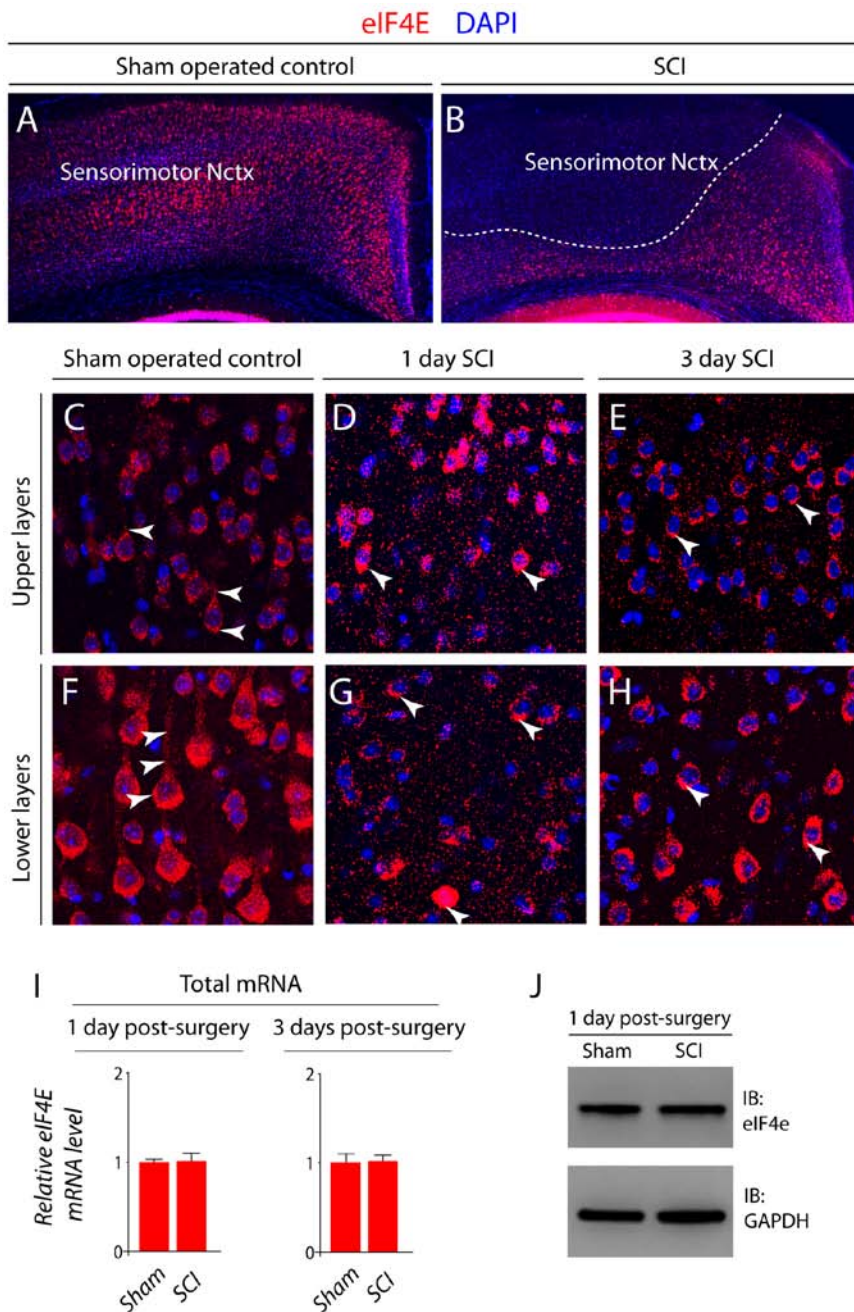 eIF4E DAPI
Sham operated control SCI
A B
Sensorimotor Nctx Sensorimotor Nctx
Sham operated control 1 day SCI 3 day SCI
Upper layers
C D E
Lower layers
F G H
I Total mRNA
1 day post-surgery 3 days post-surgery
Relative eIF4E
mRNA level
2 2
1 1
0 0
Sham SCI Sham SCI
J
1 day post-surgery
Sham SCI
IB:
eIF4e
IB:
GAPDH